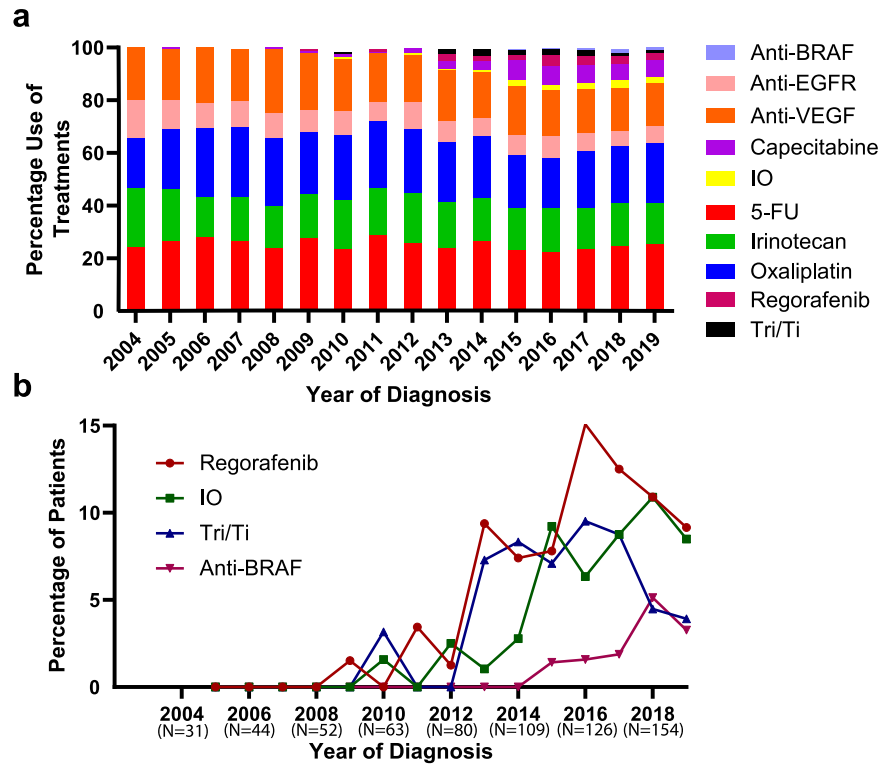 a
Percentage Use of
Treatments
100
80
60
40
20
0
2004
2005
2006
2007
2008
2009
2010
2011
2012
2013
2014
2015
2016
2017
2018
2019
Year of Diagnosis
Anti-BRAF
Anti-EGFR
Anti-VEGF
Capecitabine
IO
5-FU
Irinotecan
Oxaliplatin
Regorafenib
Tri/Ti
b
Percentage of Patients
15
10
5
0
Regorafenib
IO
Tri/Ti
Anti-BRAF
2004 2006 2008 2010 2012 2014 2016 2018
(N=31) (N=44) (N=52) (N=63) (N=80) (N=109) (N=126) (N=154)
Year of Diagnosis